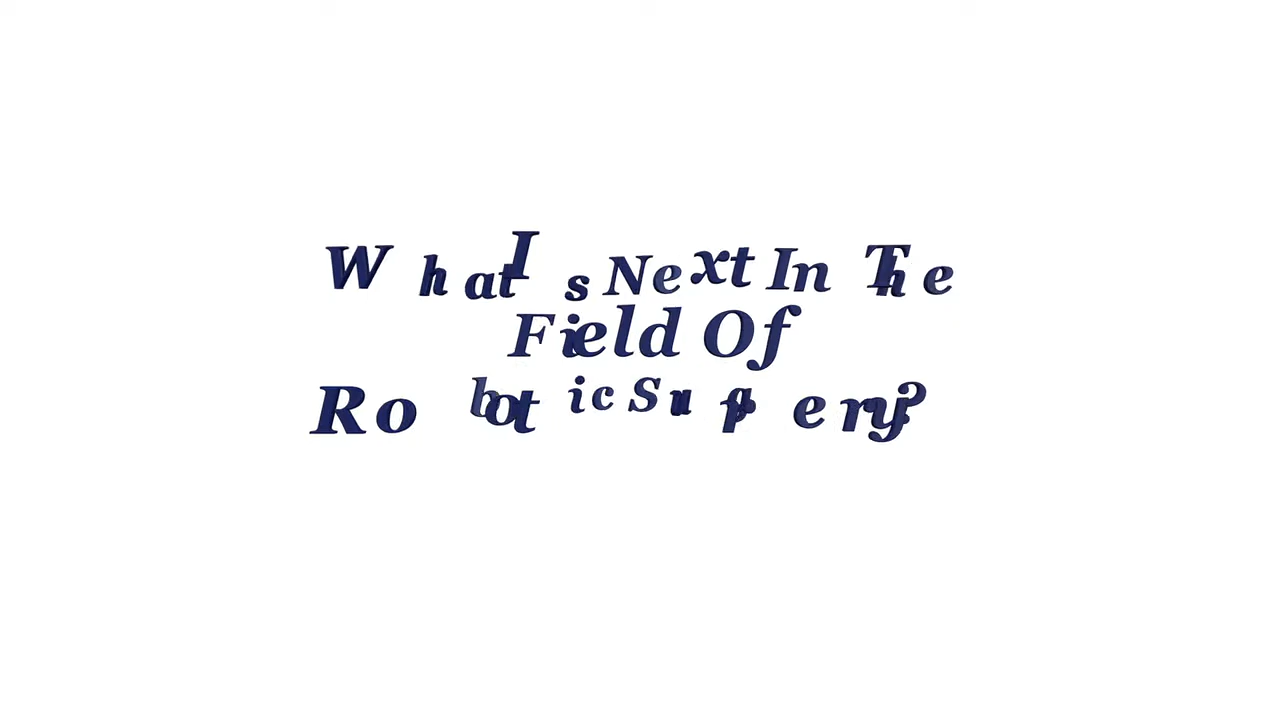 What Is Next In The
Field Of
Robotic Surgery?